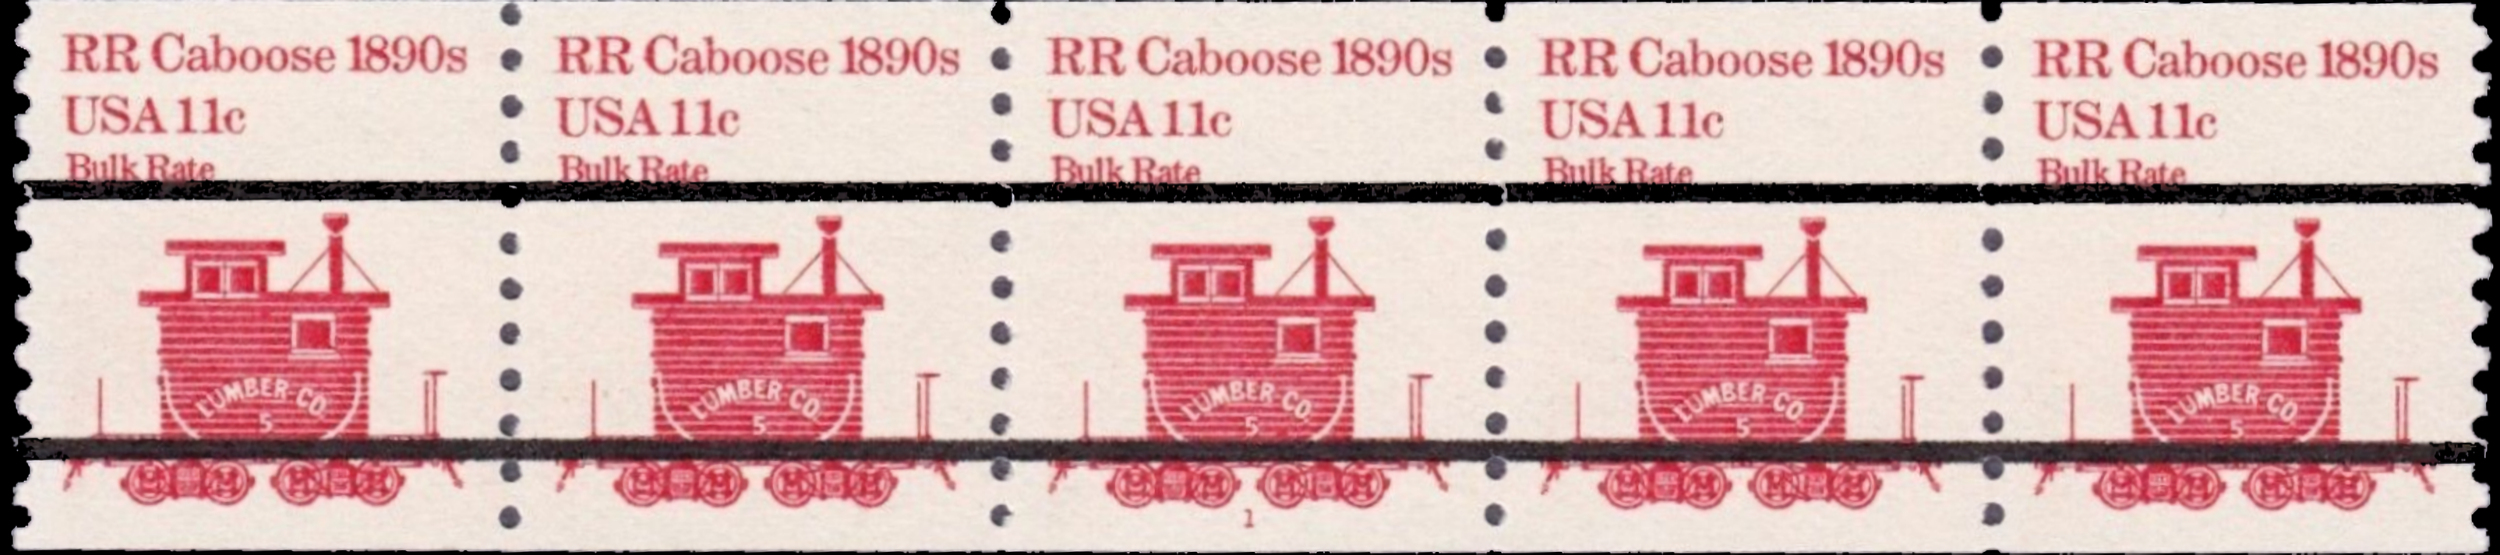 RR Caboose 1890s RR Caboose 1890s RR Caboose 1890s RR Caboose 1890s RR Caboose 1890s
USA 11c USA 11c USA 11c USA 11c USA 11c
Bulk Rate Bulk Rate Bulk Rate Bulk Rate Bulk Rate
LUMBER CO. LUMBER CO. LUMBER CO. LUMBER CO. LUMBER CO.
5 5 5 5 5
1